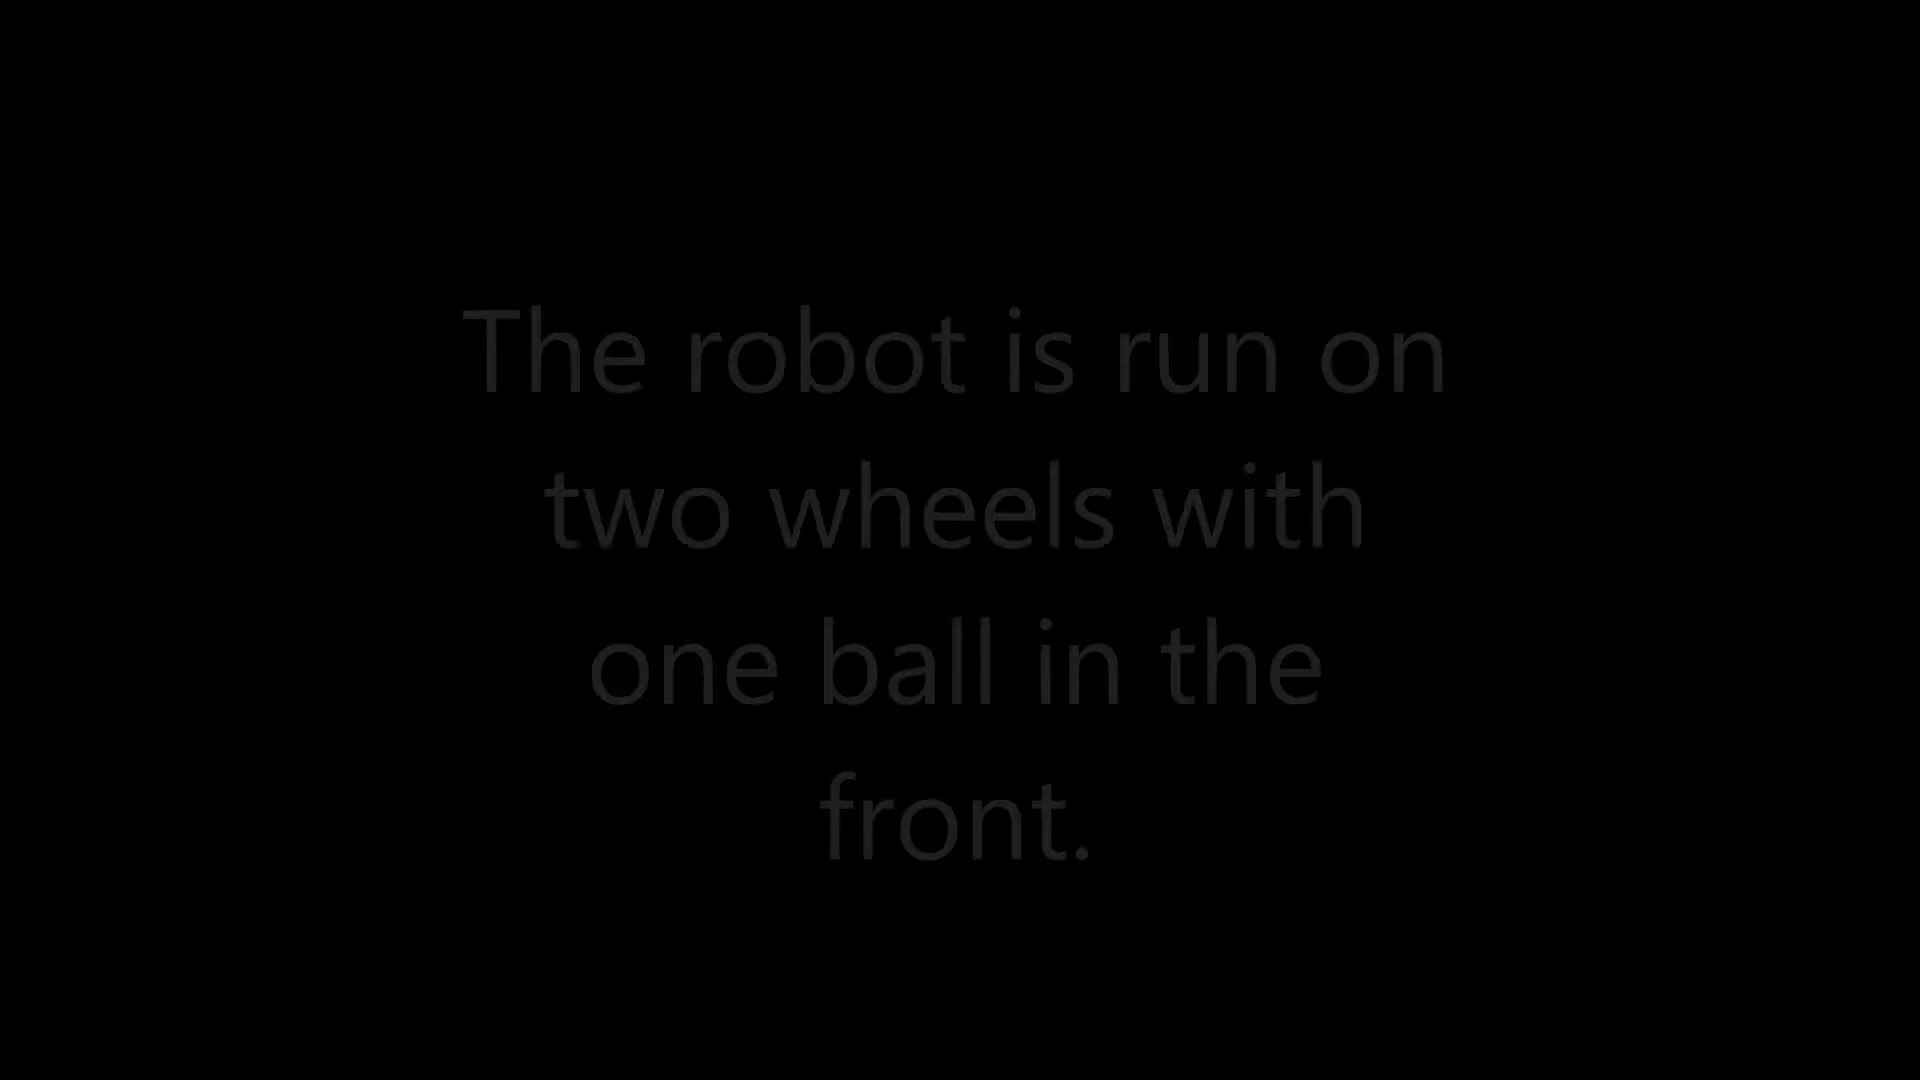 The robot is run on
two wheels with
one ball in the
front.